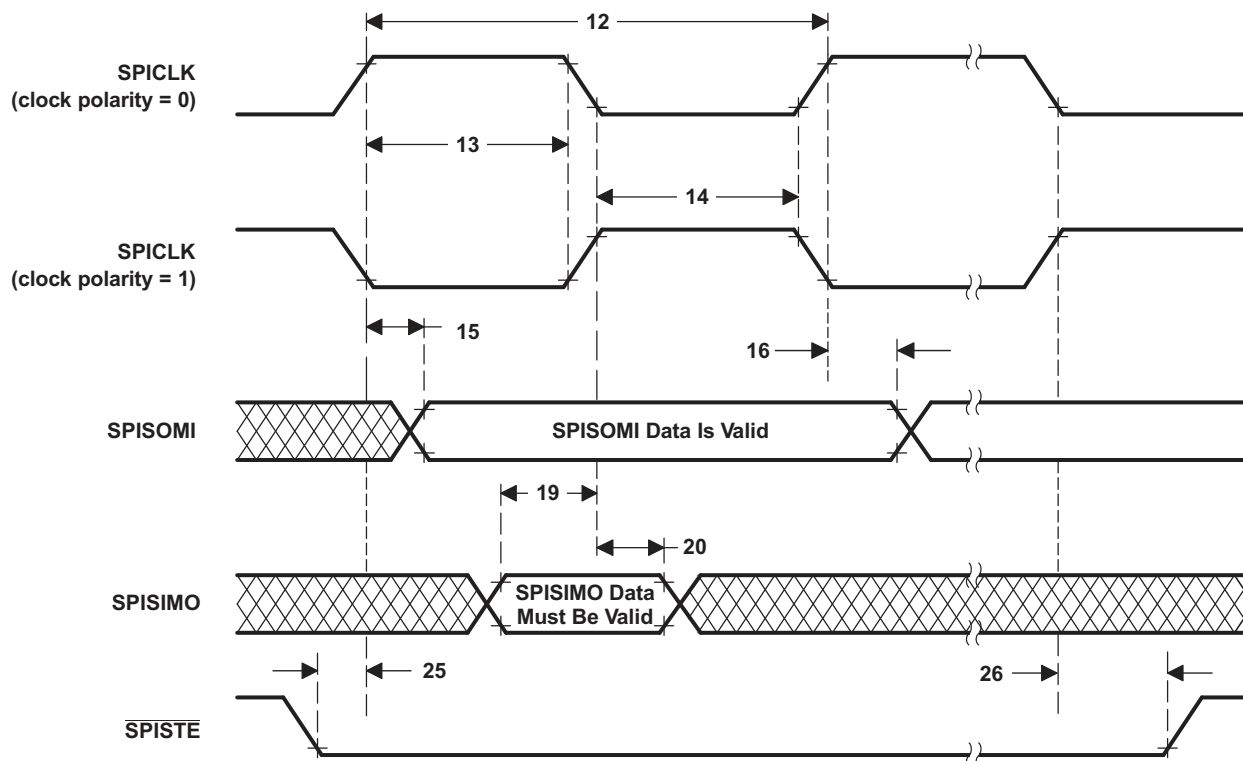 12
SPICLK
(clock polarity = 0)
13
14
SPICLK
(clock polarity = 1)
15
16
SPISOMI
SPISOMI Data Is Valid
19
20
SPISIMO
SPISIMO Data
Must Be Valid
25
26
SPISTE